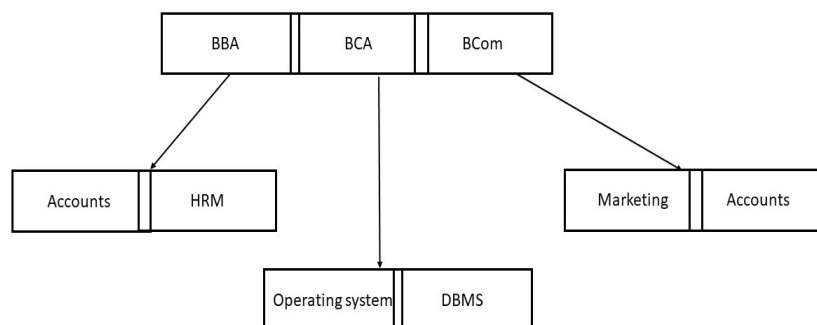 BBA BCA BCom
Accounts HRM Marketing Accounts
Operating system DBMS